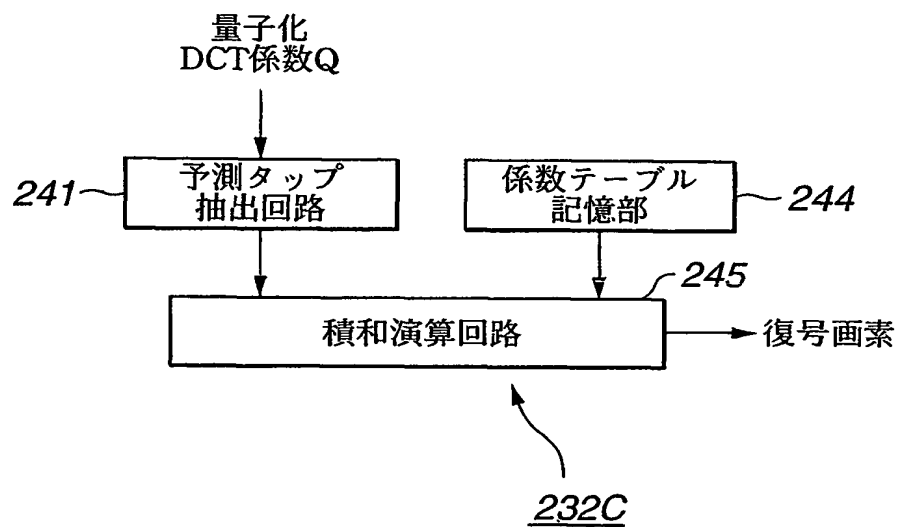 量子化
DCT係数Q
241
予測タップ
抽出回路
係数テーブル
記憶部
244
245
積和演算回路
復号画素
232C